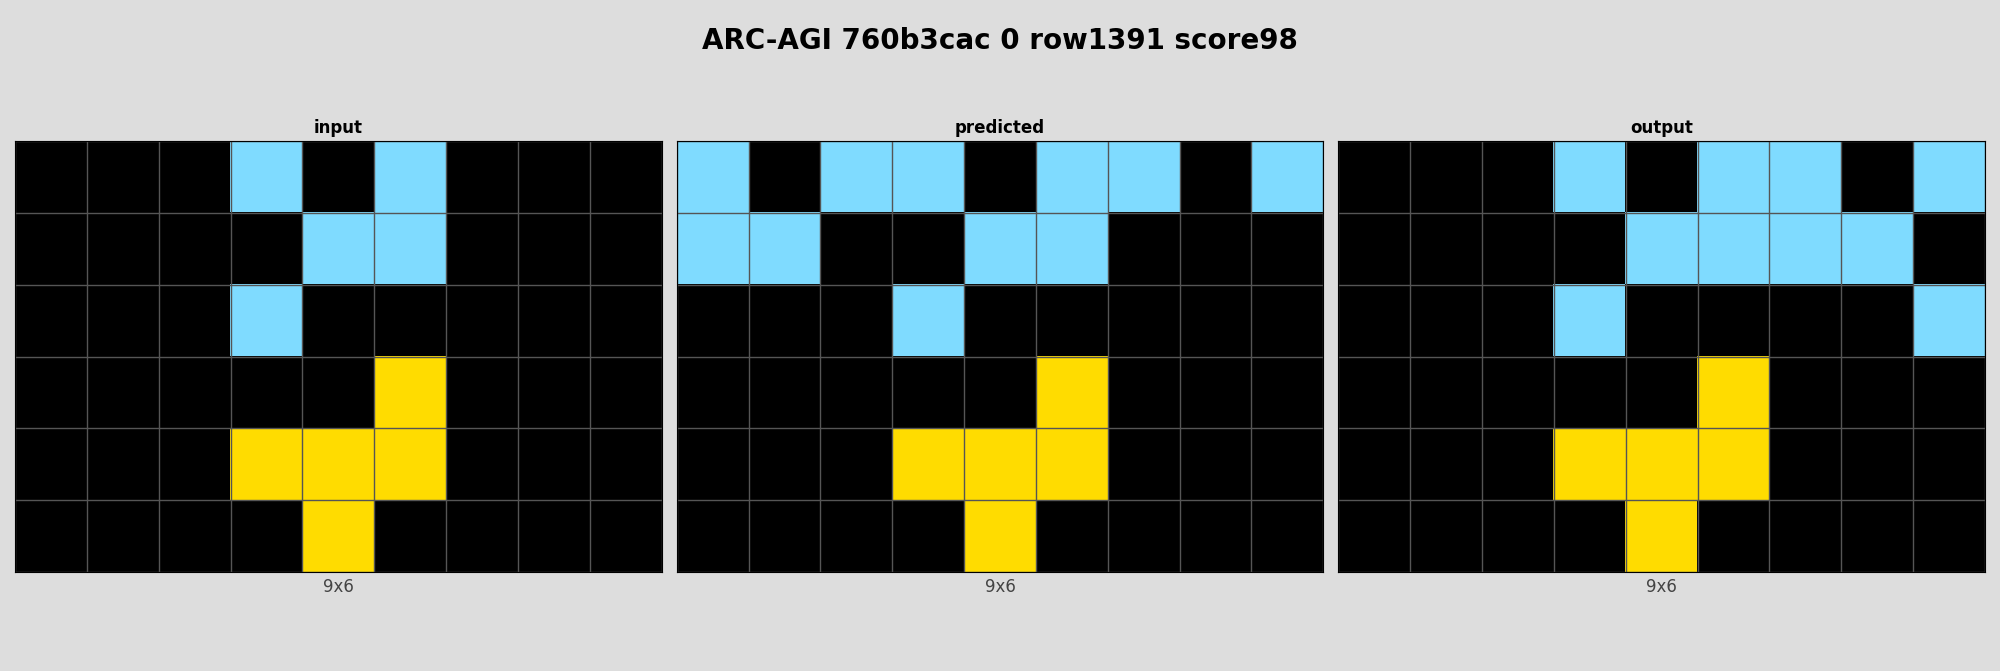 ARC-AGI 760b3cac 0 row1391 score98
input
predicted
output
9x6
9x6
9x6